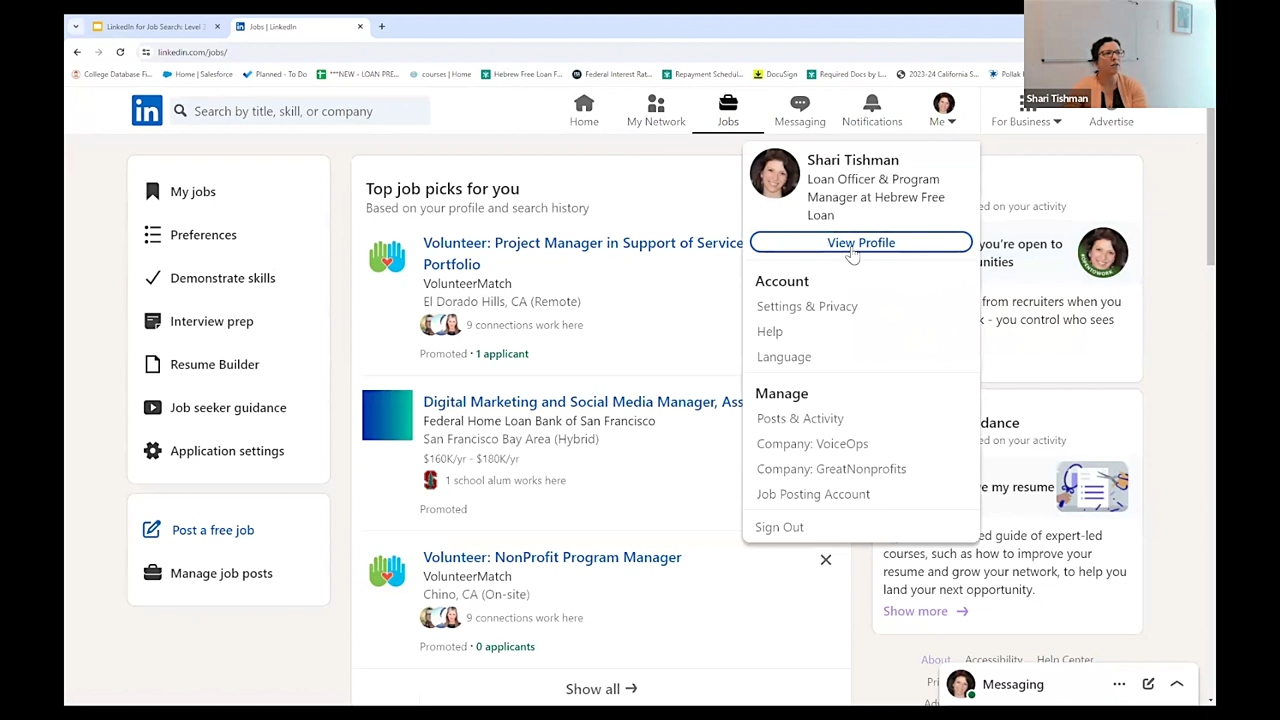 LinkedIn for Job Search: Level
Jobs | LinkedIn
linkedin.com/jobs/
College Database Fi...
Home | Salesforce
Planned - To Do
***NEW - LOAN PRE...
courses | Home
Hebrew Free Loan F...
Federal Interest Rat...
Repayment Schedul...
DocuSign
Required Docs by L...
2023-24 California S...
Pollak
Shari Tishman
in
Search by title, skill, or company
Home
My Network
Jobs
Messaging
Notifications
Me
For Business
Advertise
My jobs
Preferences
Demonstrate skills
Interview prep
Resume Builder
Job seeker guidance
Application settings
Post a free job
Manage job posts
Top job picks for you
Based on your profile and search history
Volunteer: Project Manager in Support of Service
Portfolio
VolunteerMatch
El Dorado Hills, CA (Remote)
9 connections work here
Promoted · 1 applicant
Digital Marketing and Social Media Manager, Ass
Federal Home Loan Bank of San Francisco
San Francisco Bay Area (Hybrid)
$160K/yr - $180K/yr
1 school alum works here
Promoted
Volunteer: NonProfit Program Manager
VolunteerMatch
Chino, CA (On-site)
9 connections work here
Promoted · 0 applicants
Show all →
Shari Tishman
Loan Officer & Program
Manager at Hebrew Free
Loan
View Profile
Account
Settings & Privacy
Help
Language
Manage
Posts & Activity
Company: VoiceOps
Company: GreatNonprofits
Job Posting Account
Sign Out
ed on your activity
you're open to
unities
#OPENTOWORK
from recruiters when you
k - you control who sees
dance
ed on your activity
ve my resume
ed guide of expert-led
courses, such as how to improve your
resume and grow your network, to help you
land your next opportunity.
Show more →
About
Accessibility
Help Center
Messaging